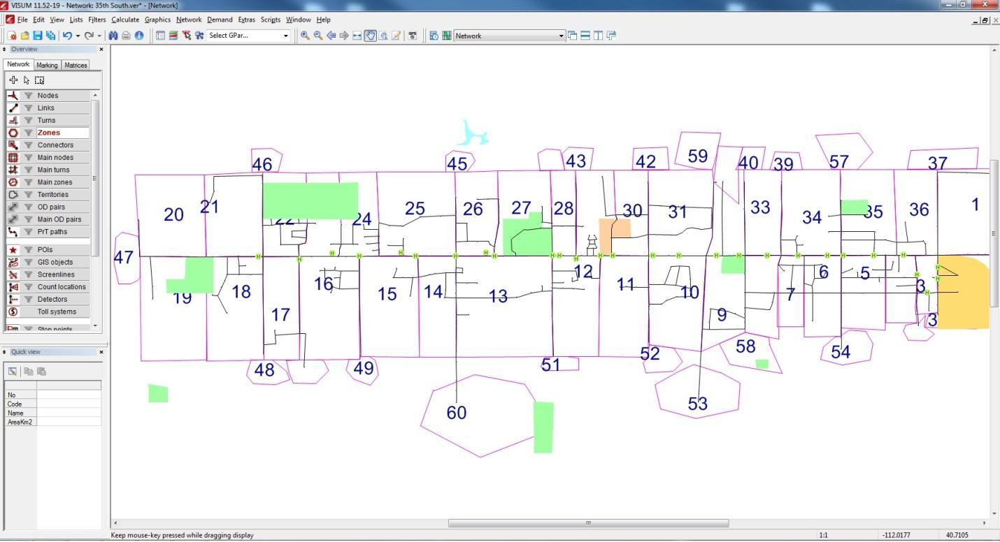 VISUM 11.52-19 - Network: 35th South.ver* - [Network]
File Edit View Lists Filters Calculate Graphics Network Demand Extras Scripts Window Help
Select GPar... Network
Overview
Network Marking Matrices
Nodes
Links
Turns
Zones
Connectors
Main nodes
Main turns
Main zones
Territories
OD pairs
Main OD pairs
PrT paths
POIs
GIS objects
Screenlines
Count locations
Detectors
Toll systems
Stop points
Quick view
No
Code
Name
AreaKm2
46 45 43 42 59 40 39 57 37
20 21 22 24 25 26 27 28 30 31 33 34 35 36 1
47
19 18 17 16 15 14 13 12 11 10 9 7 6 5 3
3
48 49 51 52 58 54
60 53
Keep mouse-key pressed while dragging display 1:1 -112.0177 40.7105